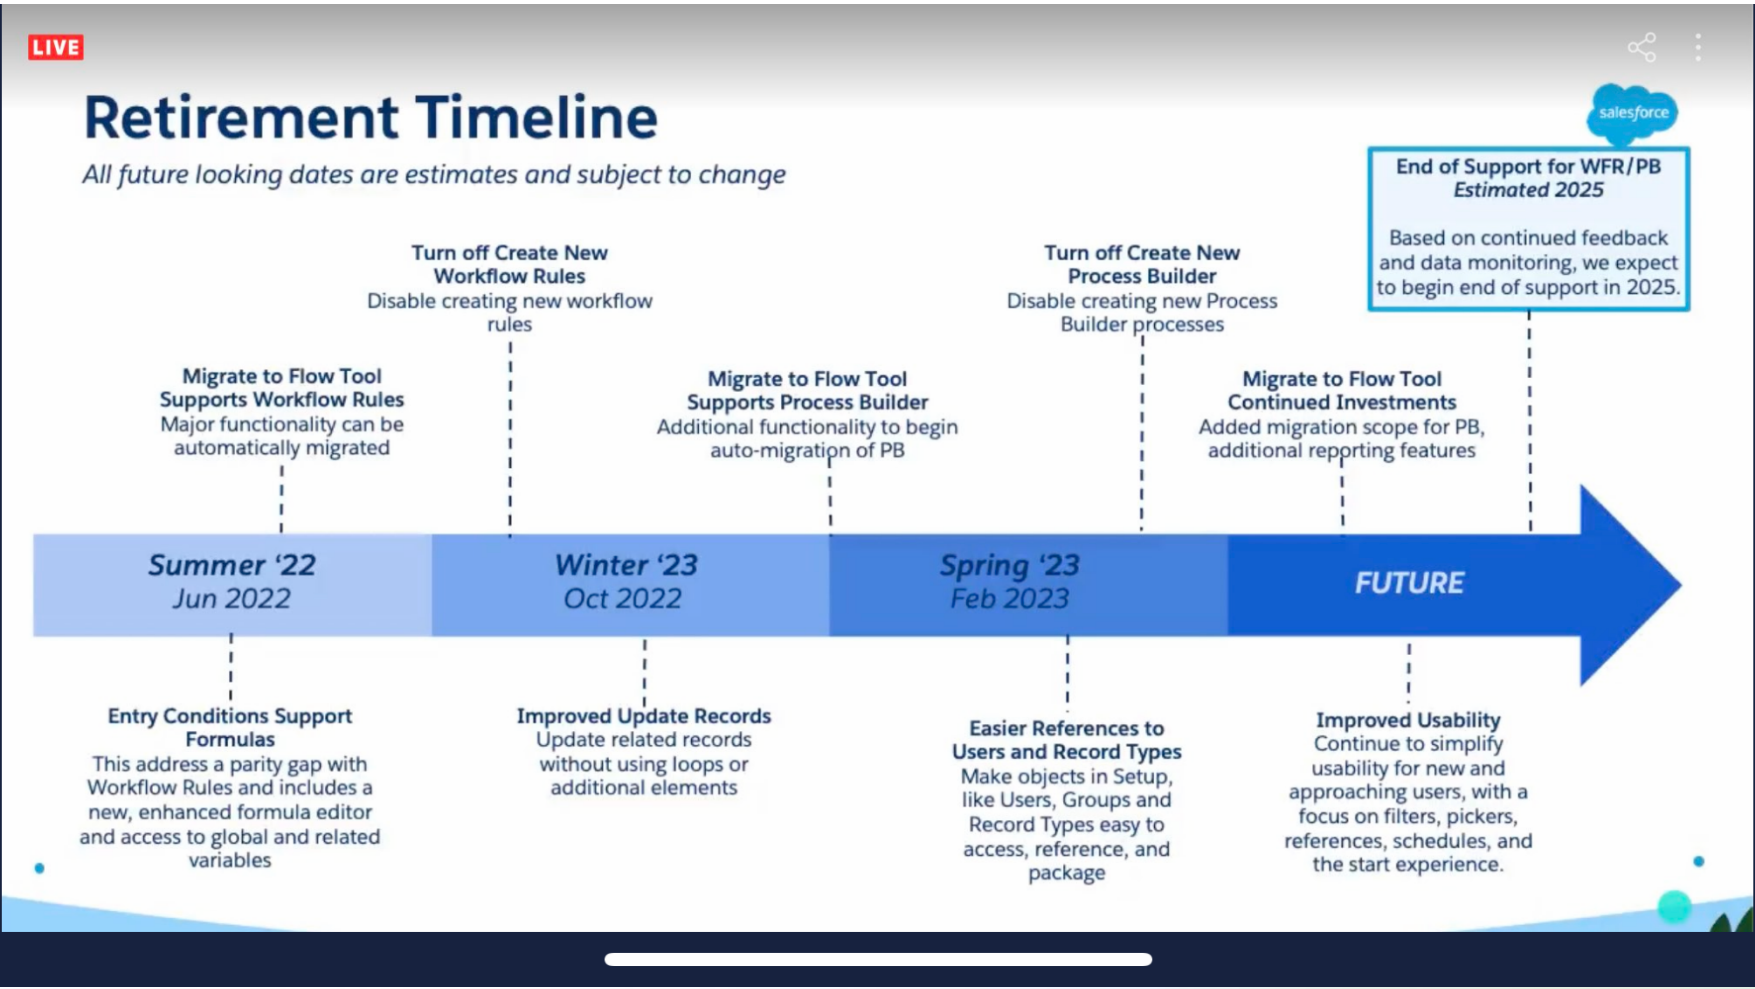 LIVE
Retirement Timeline
All future looking dates are estimates and subject to change
salesforce
End of Support for WFR/PB
Estimated 2025
Based on continued feedback
and data monitoring, we expect
to begin end of support in 2025.
Turn off Create New
Workflow Rules
Disable creating new workflow
rules
Turn off Create New
Process Builder
Disable creating new Process
Builder processes
Migrate to Flow Tool
Supports Workflow Rules
Major functionality can be
automatically migrated
Migrate to Flow Tool
Supports Process Builder
Additional functionality to begin
auto-migration of PB
Migrate to Flow Tool
Continued Investments
Added migration scope for PB,
additional reporting features
Summer ‘22
Jun 2022
Winter ‘23
Oct 2022
Spring ‘23
Feb 2023
FUTURE
Entry Conditions Support
Formulas
This address a parity gap with
Workflow Rules and includes a
new, enhanced formula editor
and access to global and related
variables
Improved Update Records
Update related records
without using loops or
additional elements
Easier References to
Users and Record Types
Make objects in Setup,
like Users, Groups and
Record Types easy to
access, reference, and
package
Improved Usability
Continue to simplify
usability for new and
approaching users, with a
focus on filters, pickers,
references, schedules, and
the start experience.